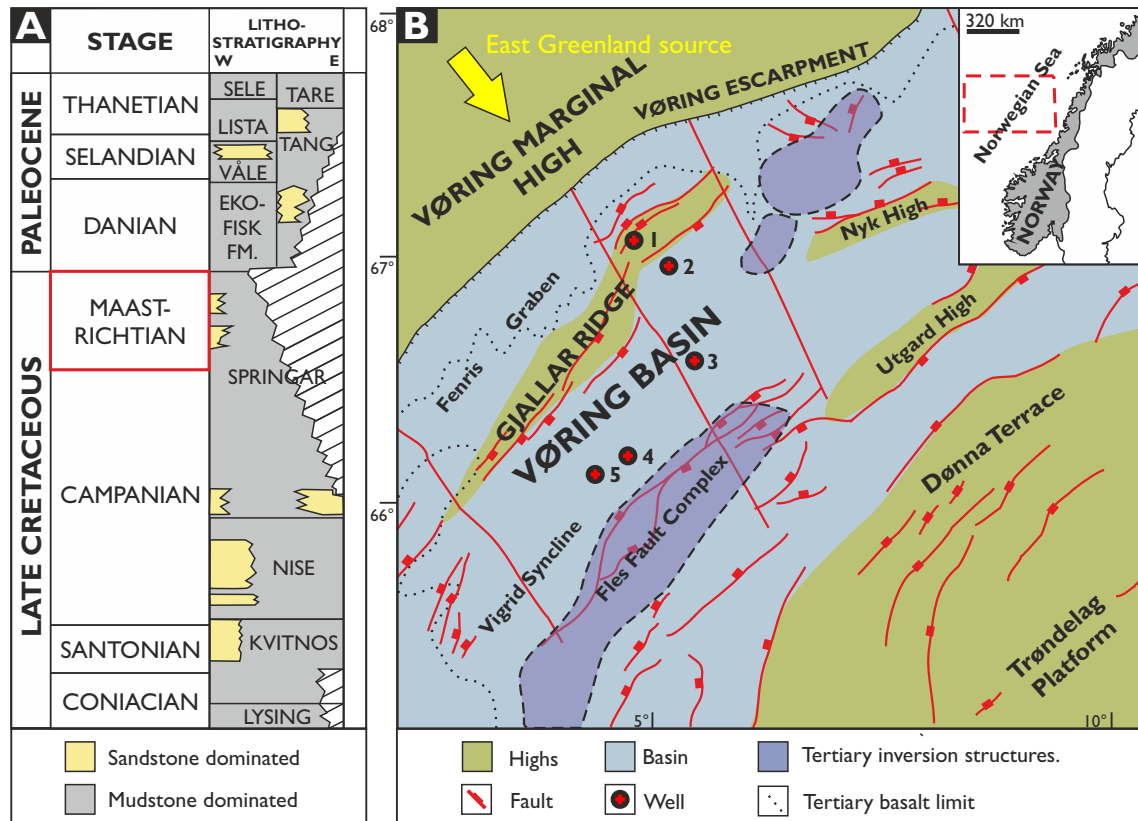 A
STAGE
LITHO-
STRATIGRAPHY
W E
PALEOCENE
LATE CRETACEOUS
THANETIAN
SELANDIAN
DANIAN
MAAST-
RICHTIAN
CAMPANIAN
SANTONIAN
CONIACIAN
SELE
TARE
LISTA
TANG
VÅLE
EKO-
FISK
FM.
SPRINGAR
NISE
KVITNOS
LYSING
Sandstone dominated
Mudstone dominated
B
68°
67°
66°
5°
10°
East Greenland source
VØRING MARGINAL
HIGH
VØRING ESCARPMENT
320 km
Norwegian Sea
NORWAY
Nyk High
1
2
3
4
5
Fenris Graben
GJALLAR RIDGE
VØRING BASIN
Utgard High
Dønna Terrace
Vigrid Syncline
Fles Fault Complex
Trøndelag
Platform
Highs
Basin
Tertiary inversion structures.
Fault
Well
Tertiary basalt limit